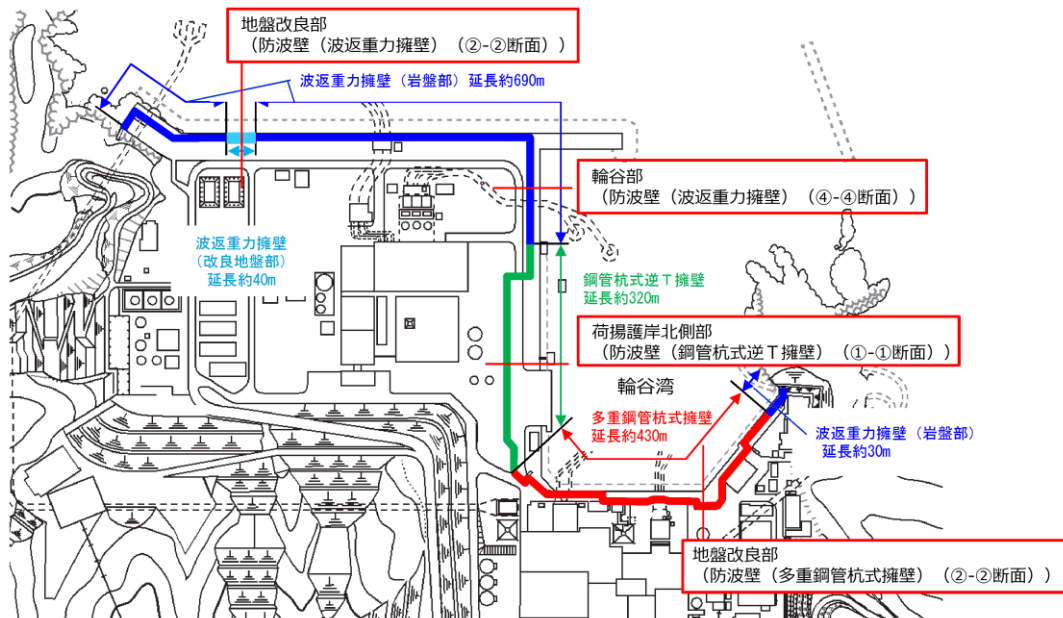 地盤改良部
(防波壁(波返重力擁壁)(②-②断面))
波返重力擁壁(岩盤部)延長約690m
輪谷部
(防波壁(波返重力擁壁)(④-④断面))
波返重力擁壁
(改良地盤部)
延長約40m
鋼管杭式逆T擁壁
延長約320m
荷揚護岸北側部
(防波壁(鋼管杭式逆T擁壁)(①-①断面))
輪谷湾
多重鋼管杭式擁壁
延長約430m
波返重力擁壁(岩盤部)
延長約30m
地盤改良部
(防波壁(多重鋼管杭式擁壁)(②-②断面))